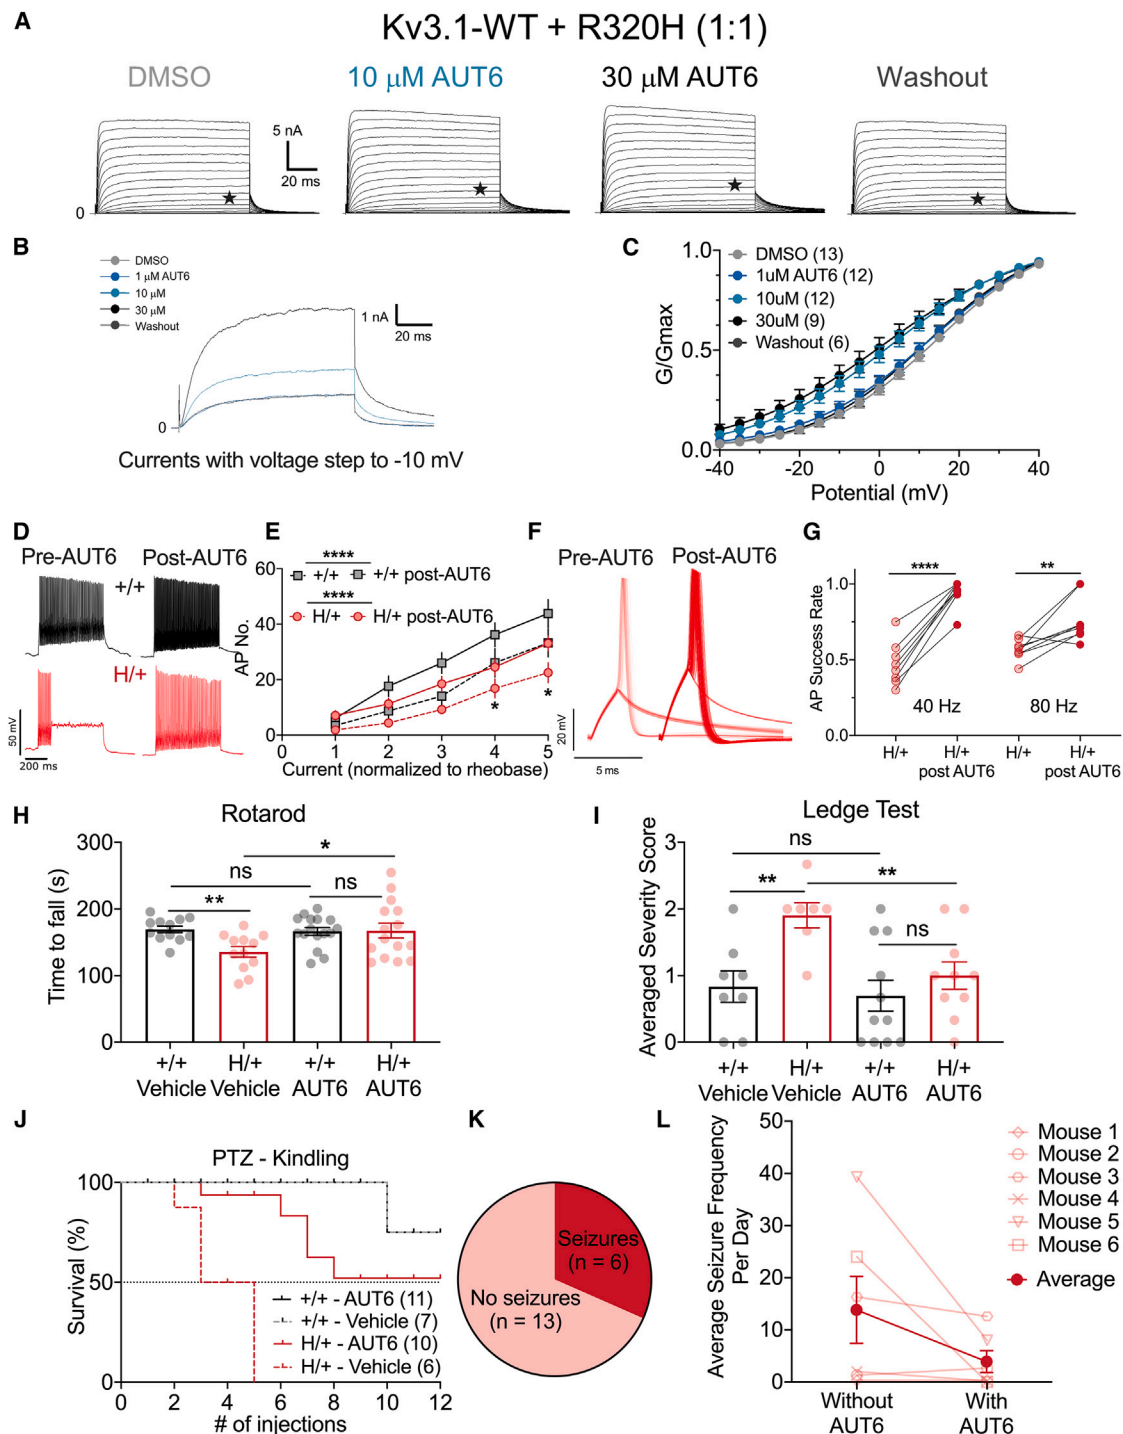 A
Kv3.1-WT + R320H (1:1)
DMSO
10 μM AUT6
30 μM AUT6
Washout
5 nA
20 ms
0
B
DMSO
1 μM AUT6
10 μM
30 μM
Washout
1 nA
20 ms
0
Currents with voltage step to -10 mV
C
DMSO (13)
1uM AUT6 (12)
10uM (12)
30uM (9)
Washout (6)
G/Gmax
1.0
0.5
0.0
-40 -20 0 20 40
Potential (mV)
D
Pre-AUT6 Post-AUT6
+/+
H/+
50 mV
200 ms
E
****
+/+ +/+ post-AUT6
****
H/+ H/+ post-AUT6
AP No.
60
40
20
0
* *
0 1 2 3 4 5
Current (normalized to rheobase)
F
Pre-AUT6 Post-AUT6
20 mV
5 ms
G
**** **
AP Success Rate
1.0
0.5
0.0
40 Hz 80 Hz
H/+ H/+ H/+ H/+
post AUT6 post AUT6
H
Rotarod
Time to fall (s)
300
200
100
0
*
ns
** ns
+/+ H/+ +/+ H/+
Vehicle Vehicle AUT6 AUT6
I
Ledge Test
Averaged Severity Score
3
2
1
0
ns
** **
ns
+/+ H/+ +/+ H/+
Vehicle Vehicle AUT6 AUT6
J
PTZ - Kindling
Survival (%)
100
50
0
+/+ - AUT6 (11)
+/+ - Vehicle (7)
H/+ - AUT6 (10)
H/+ - Vehicle (6)
0 2 4 6 8 10 12
# of injections
K
Seizures
(n = 6)
No seizures
(n = 13)
L
Average Seizure Frequency
Per Day
50
40
30
20
10
0
Without
AUT6
With
AUT6
Mouse 1
Mouse 2
Mouse 3
Mouse 4
Mouse 5
Mouse 6
Average